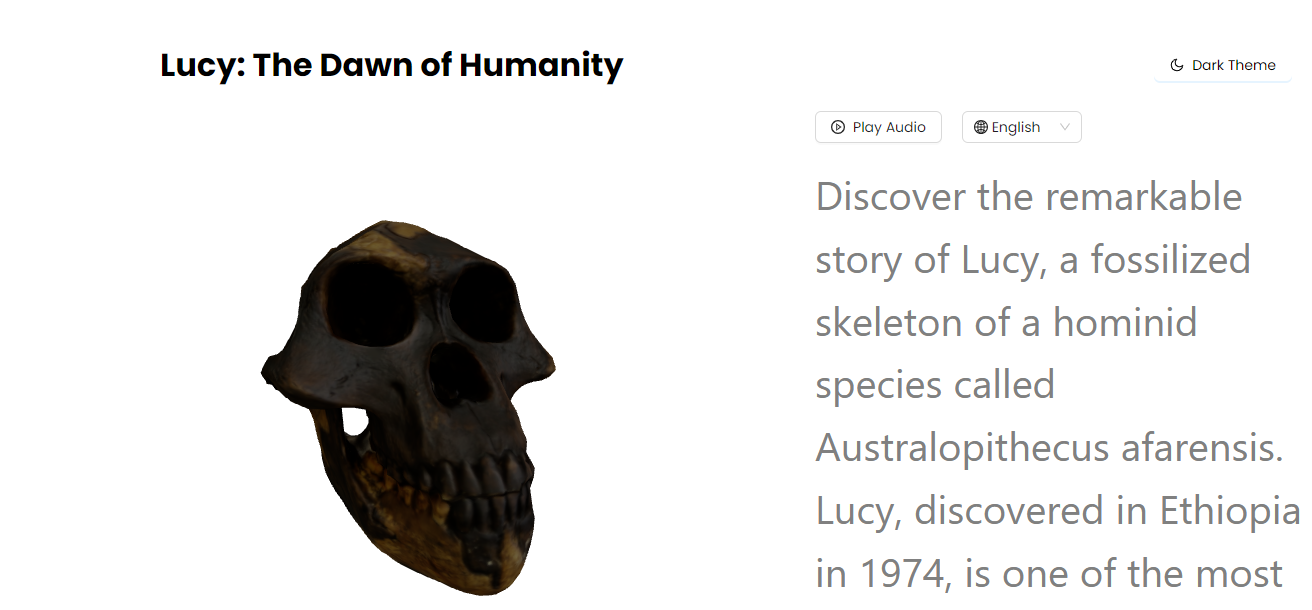 Lucy: The Dawn of Humanity
Dark Theme
Play Audio
English
Discover the remarkable
story of Lucy, a fossilized
skeleton of a hominid
species called
Australopithecus afarensis.
Lucy, discovered in Ethiopia
in 1974, is one of the most